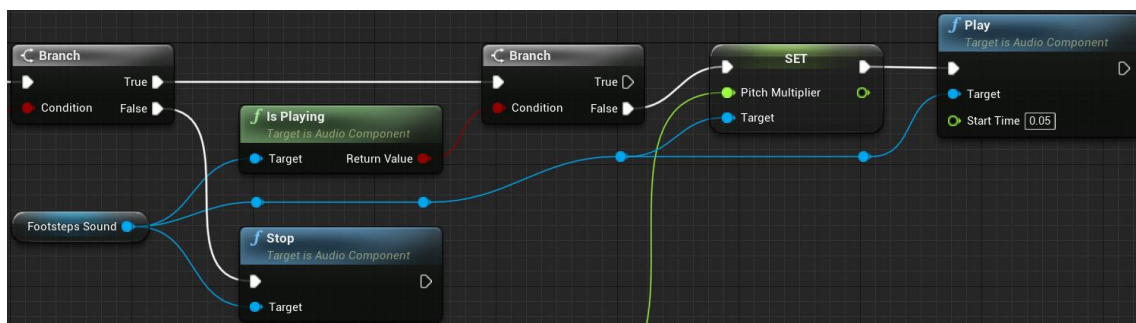 Branch
True
Condition
False
f Is Playing
Target is Audio Component
Target
Return Value
Footsteps Sound
f Stop
Target is Audio Component
Target
Branch
True
Condition
False
SET
Pitch Multiplier
Target
f Play
Target is Audio Component
Target
Start Time 0.05